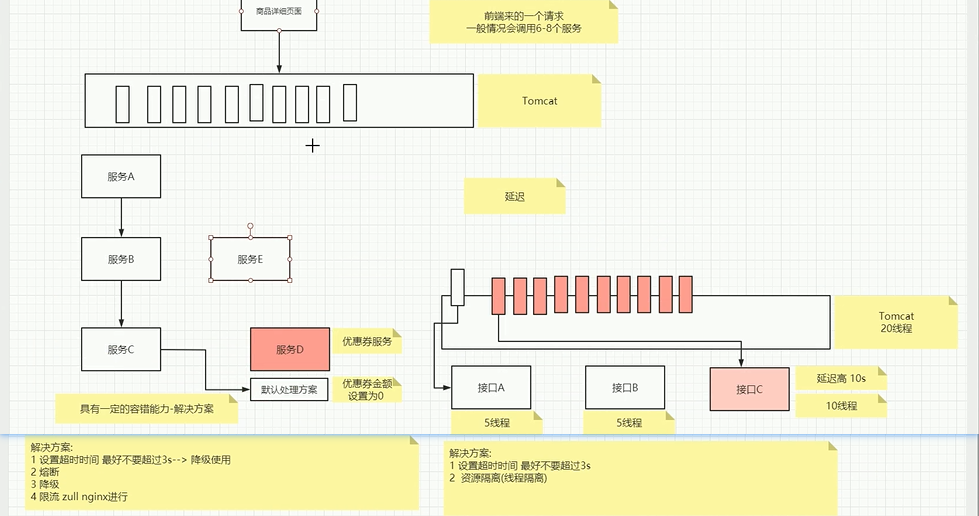 商品详细页面
前端来的一个请求
一般情况会调用6-8个服务
Tomcat
服务A
延迟
服务B
服务E
Tomcat
20线程
服务C
服务D
优惠券服务
默认处理方案
优惠券金额
设置为0
接口A
接口B
接口C
延迟高 10s
10线程
具有一定的容错能力-解决方案
5线程
5线程
解决方案:
1 设置超时时间 最好不要超过3s--> 降级使用
2 熔断
3 降级
4 限流 zull nginx进行
解决方案:
1 设置超时时间 最好不要超过3s
2 资源隔离(线程隔离)